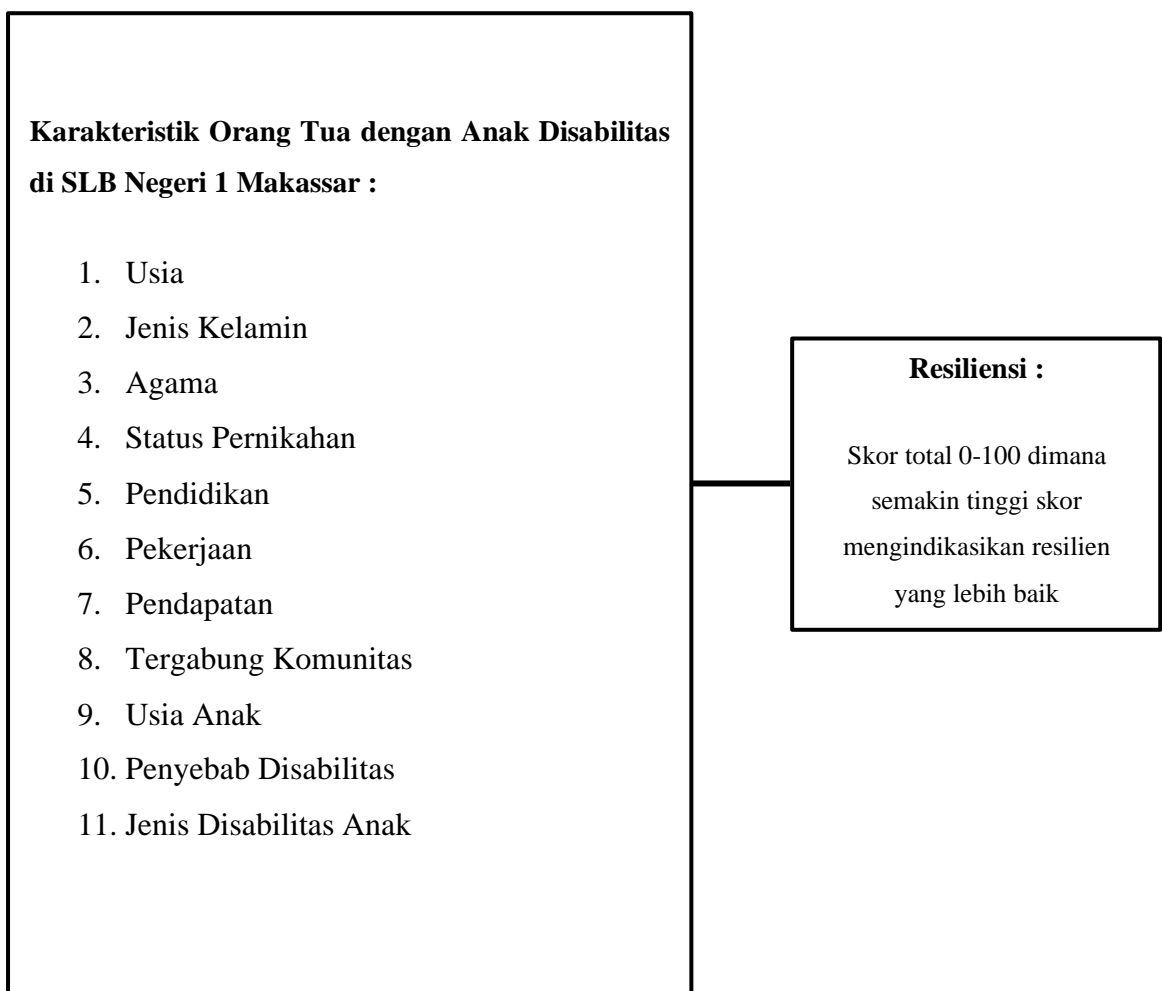 Karakteristik Orang Tua dengan Anak Disabilitas
di SLB Negeri 1 Makassar :
1. Usia
2. Jenis Kelamin
3. Agama
4. Status Pernikahan
5. Pendidikan
6. Pekerjaan
7. Pendapatan
8. Tergabung Komunitas
9. Usia Anak
10. Penyebab Disabilitas
11. Jenis Disabilitas Anak
Resiliensi :
Skor total 0-100 dimana
semakin tinggi skor
mengindikasikan resilien
yang lebih baik